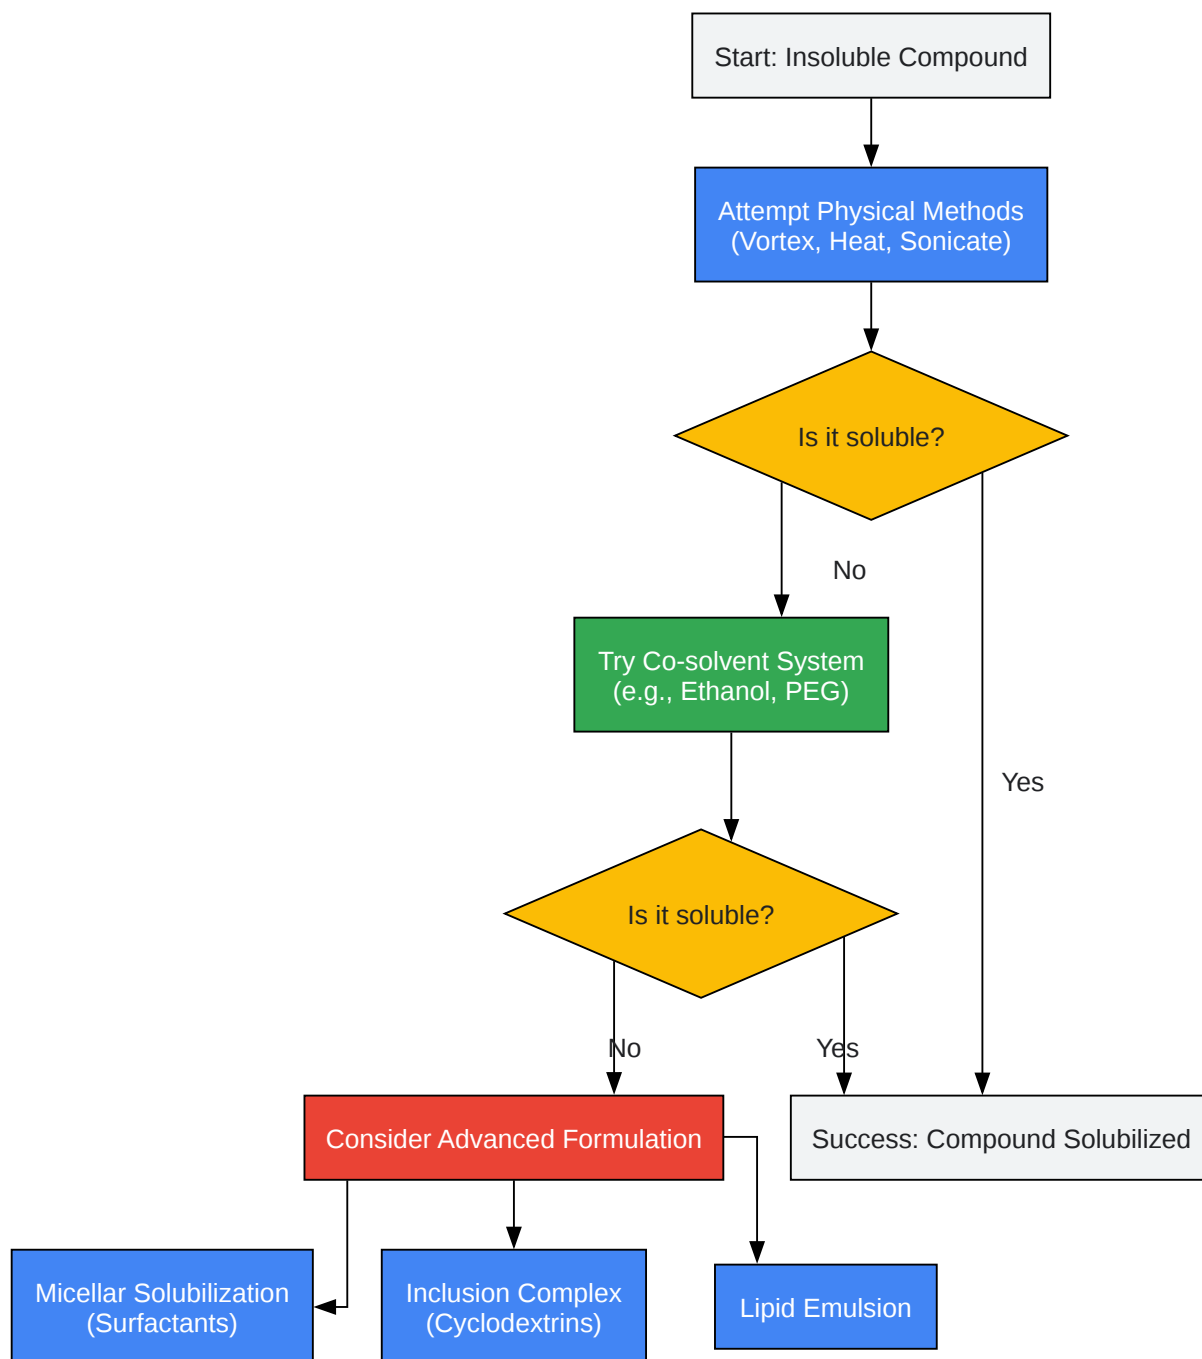 Start: Insoluble Compound
Attempt Physical Methods
(Vortex, Heat, Sonicate)
Is it soluble?
No
Try Co-solvent System
(e.g., Ethanol, PEG)
Yes
Is it soluble?
No
Yes
Consider Advanced Formulation
Success: Compound Solubilized
Micellar Solubilization
(Surfactants)
Inclusion Complex
(Cyclodextrins)
Lipid Emulsion